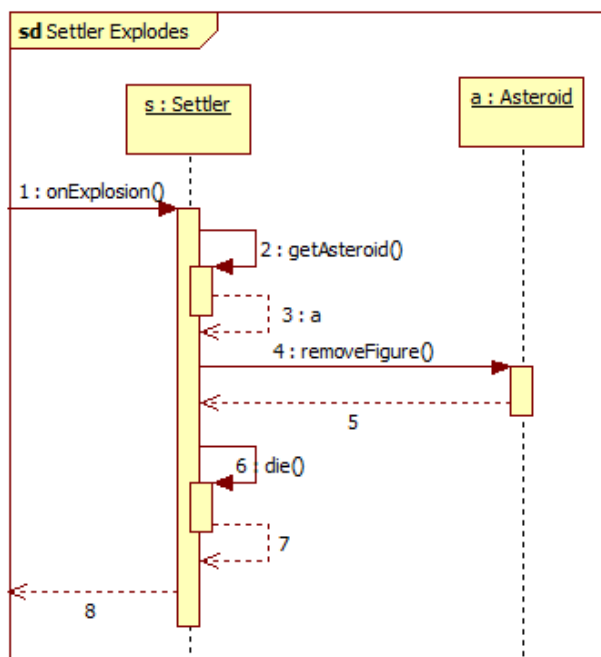 sd Settler Explodes
s : Settler
a : Asteroid
1 : onExplosion()
2 : getAsteroid()
3 : a
4 : removeFigure()
5
6 : die()
7
8